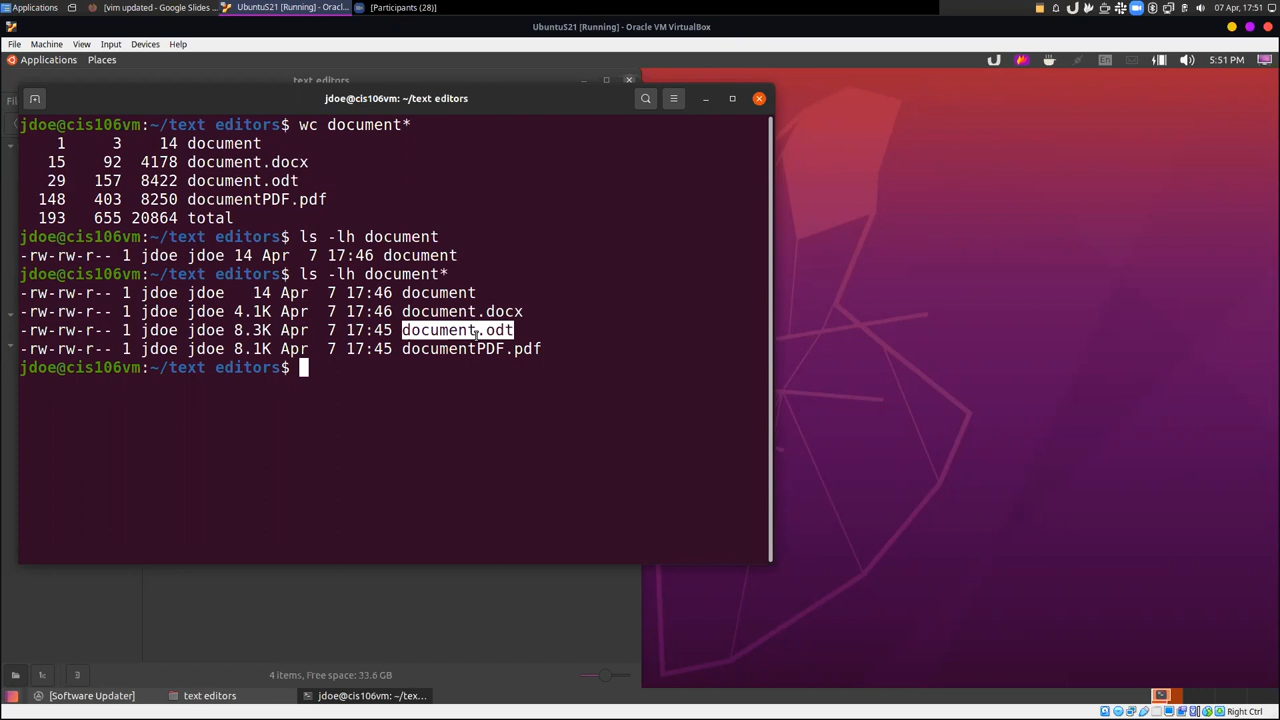 Applications [vim updated - Google Slides ... UbuntuS21 [Running] - Oracl... [Participants (28)] 07 Apr, 17:51
UbuntuS21 [Running] - Oracle VM VirtualBox
File Machine View Input Devices Help
Applications Places En 5:51 PM
text editors
Fil
jdoe@cis106vm: ~/text editors
jdoe@cis106vm:~/text editors$ wc document*
1 3 14 document
15 92 4178 document.docx
29 157 8422 document.odt
148 403 8250 documentPDF.pdf
193 655 20864 total
jdoe@cis106vm:~/text editors$ ls -lh document
-rw-rw-r-- 1 jdoe jdoe 14 Apr 7 17:46 document
jdoe@cis106vm:~/text editors$ ls -lh document*
-rw-rw-r-- 1 jdoe jdoe 14 Apr 7 17:46 document
-rw-rw-r-- 1 jdoe jdoe 4.1K Apr 7 17:46 document.docx
-rw-rw-r-- 1 jdoe jdoe 8.3K Apr 7 17:45 document.odt
-rw-rw-r-- 1 jdoe jdoe 8.1K Apr 7 17:45 documentPDF.pdf
jdoe@cis106vm:~/text editors$
4 items, Free space: 33.6 GB
[Software Updater] text editors jdoe@cis106vm: ~/tex...
Right Ctrl